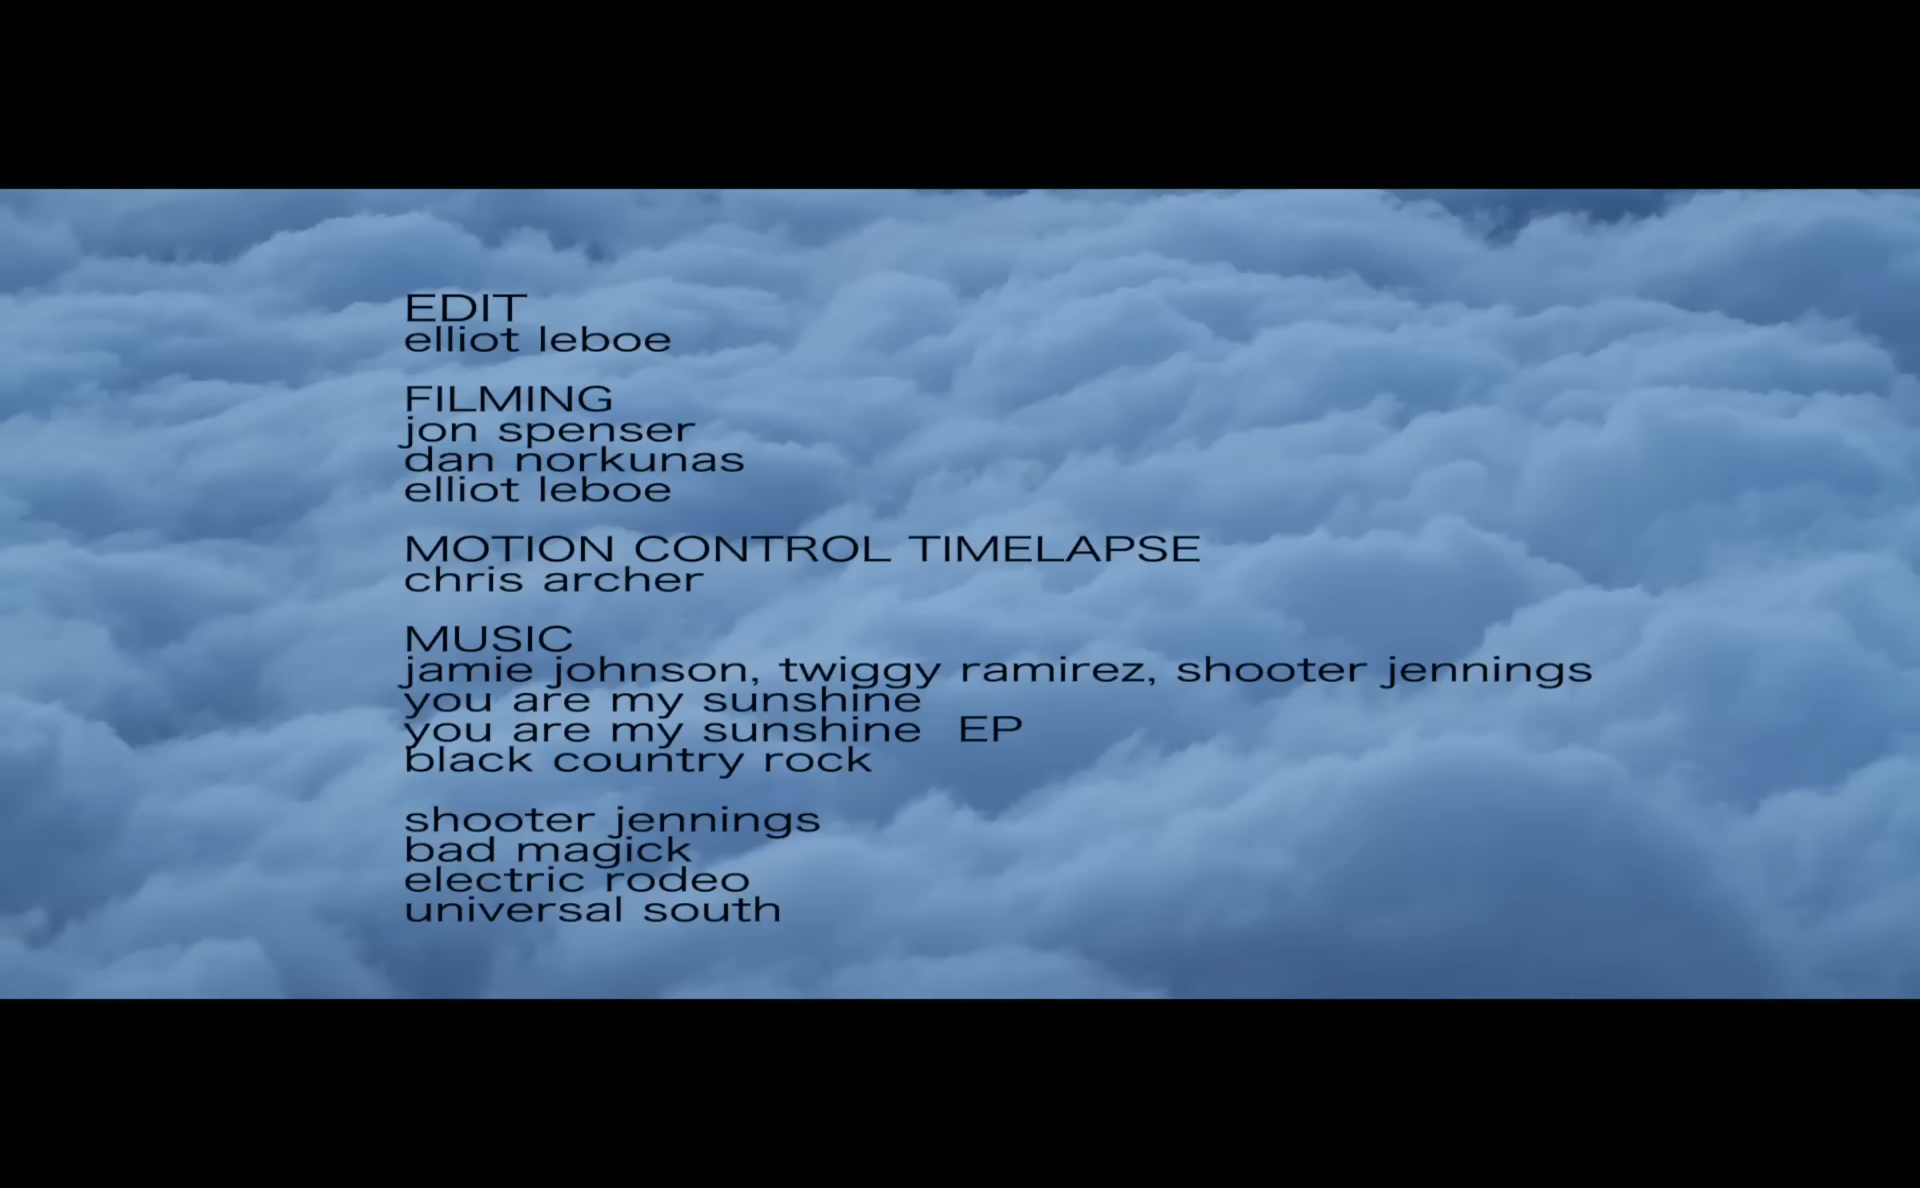 EDIT
elliot leboe
FILMING
jon spenser
dan norkunas
elliot leboe
MOTION CONTROL TIMELAPSE
chris archer
MUSIC
jamie johnson, twiggy ramirez, shooter jennings
you are my sunshine
you are my sunshine  EP
black country rock
shooter jennings
bad magick
electric rodeo
universal south